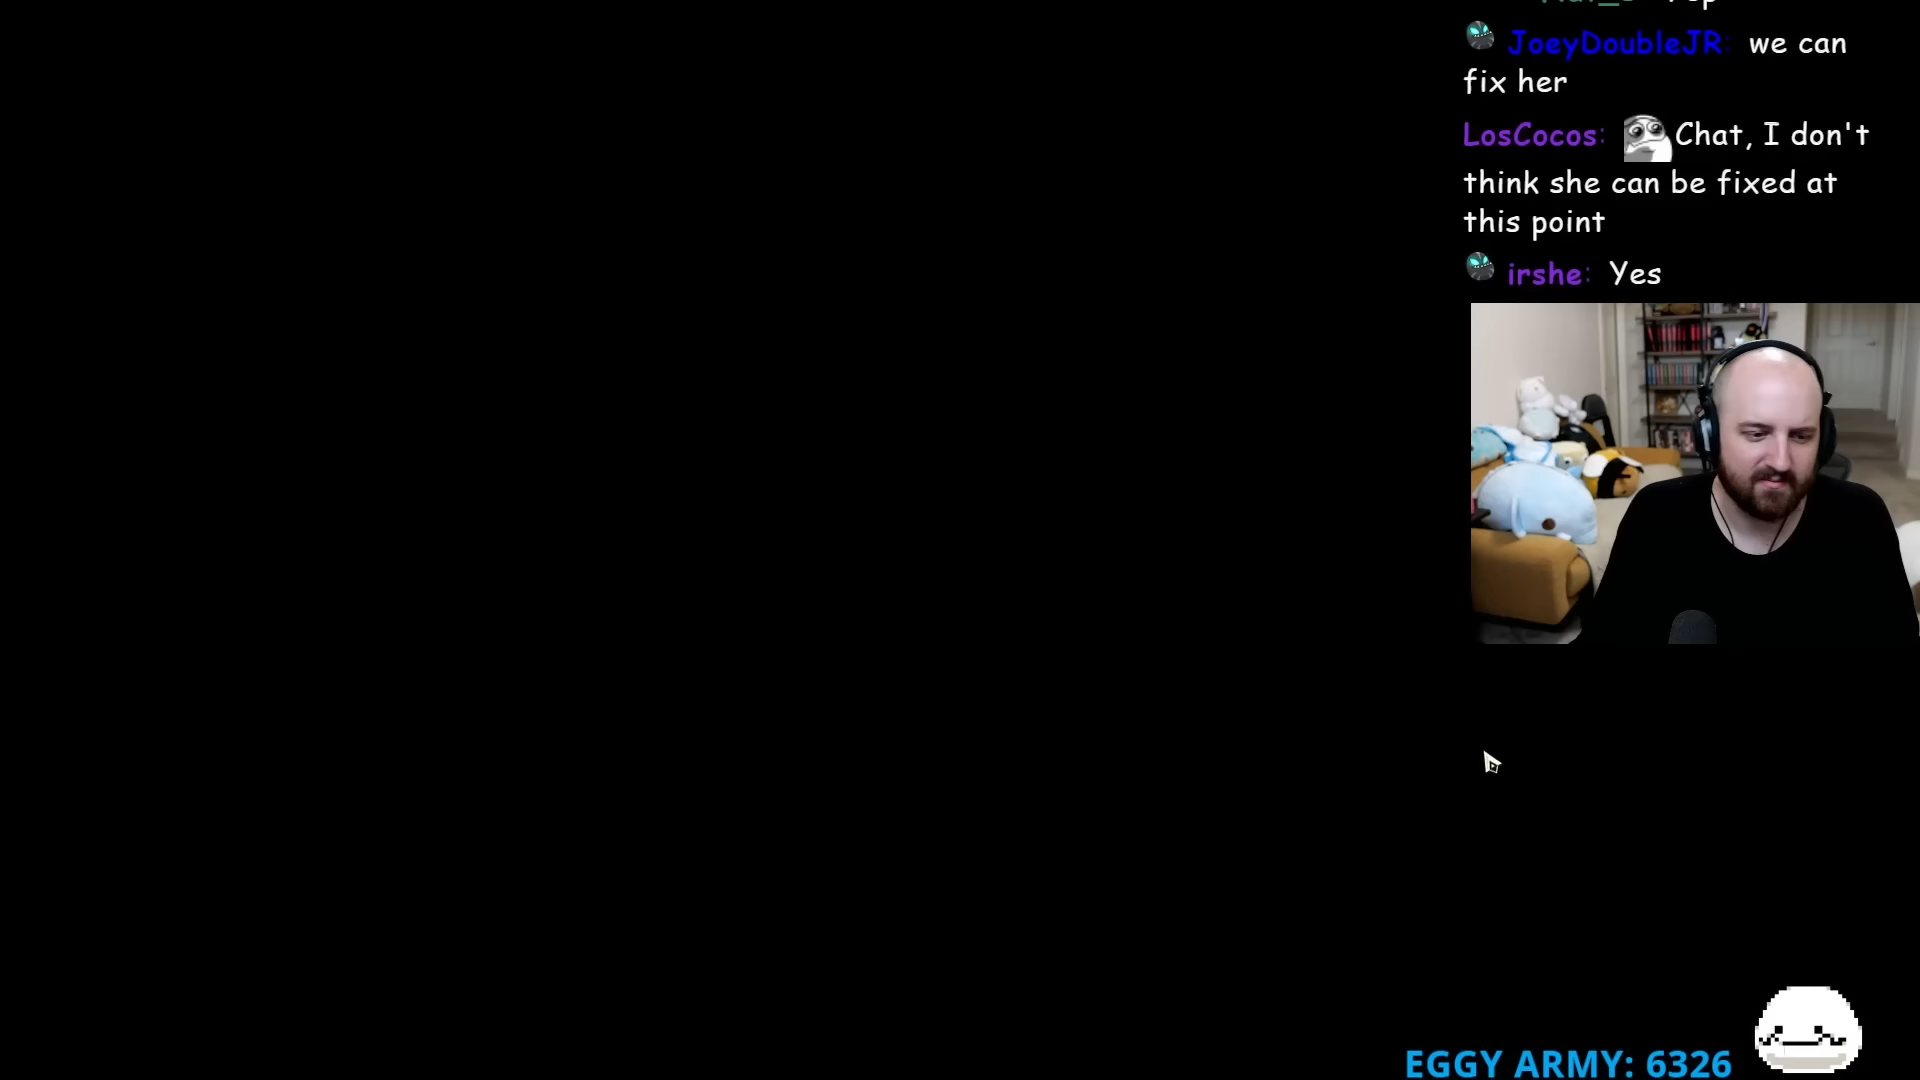 JoeyDoubleJR: we can
fix her
LosCocos: Chat, I don't
think she can be fixed at
this point
irshe: Yes
EGGY ARMY: 6326